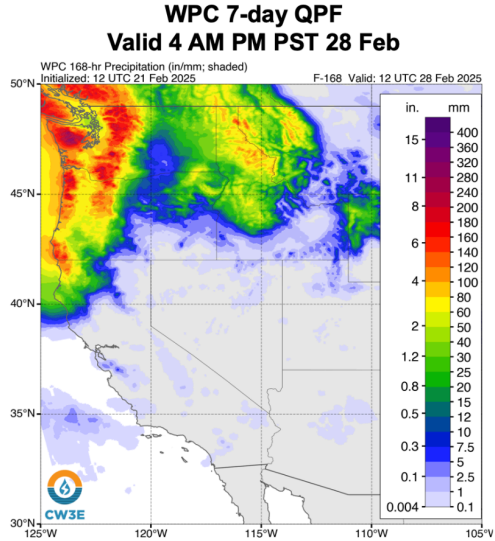 WPC 7-day QPF
Valid 4 AM PM PST 28 Feb
WPC 168-hr Precipitation (in/mm; shaded)
Initialized: 12 UTC 21 Feb 2025 F-168 Valid: 12 UTC 28 Feb 2025
50°N
45°N
40°N
35°N
30°N
125°W 120°W 115°W 110°W 105°W
in. mm
400
15 360
320
11 280
240
8 200
180
6 160
140
120
4 100
80
2 60
50
1.2 40
30
0.8 25
20
0.5 15
12
0.3 10
7.5
0.1 5
2.5
1
0.004 0.1
CW3E